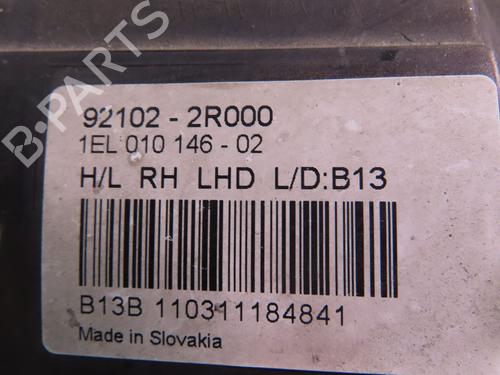 92102 - 2R000
1EL 010 146 - 02
H/L RH LHD L/D:B13
B13B 110311184841
Made in Slovakia
B-PARTS